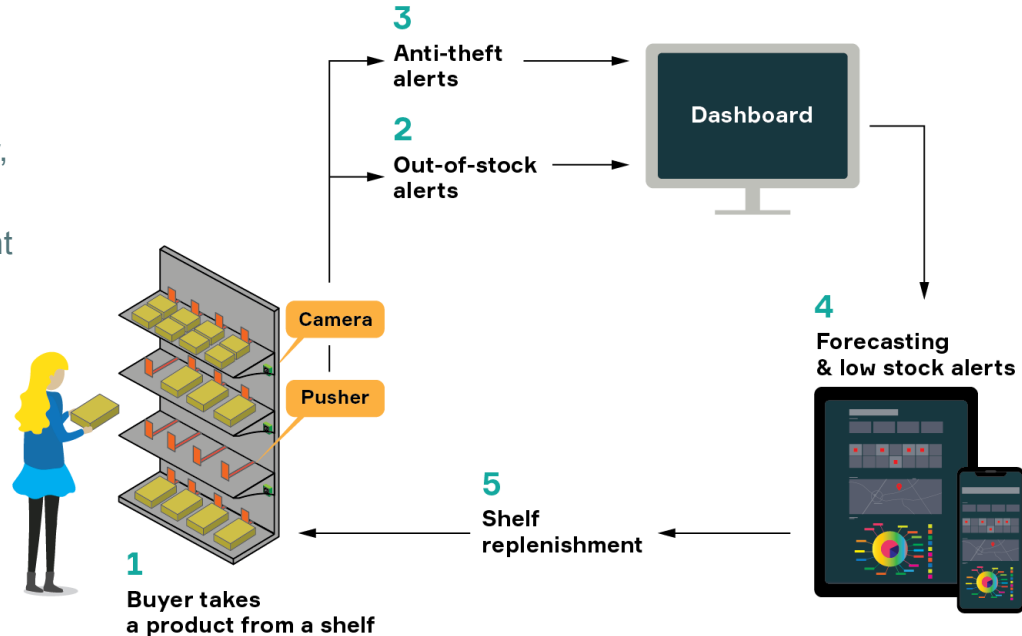 3
Anti-theft
alerts
Dashboard
2
Out-of-stock
alerts
Camera
4
Forecasting
& low stock alerts
Pusher
5
Shelf
replenishment
1
Buyer takes
a product from a shelf